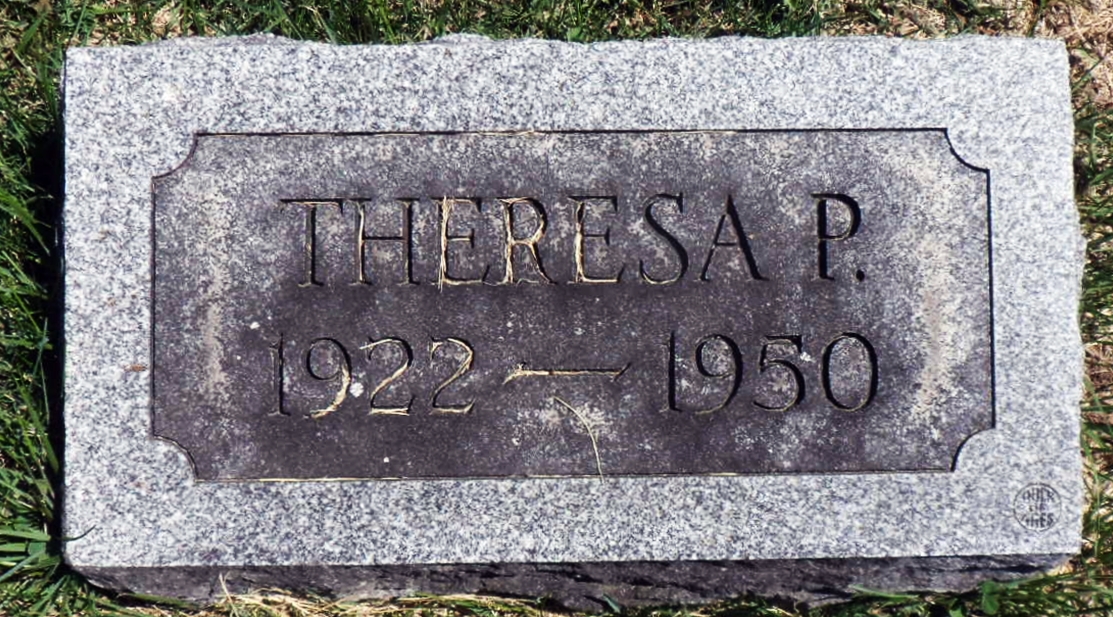 THERESA P.
1922 — 1950